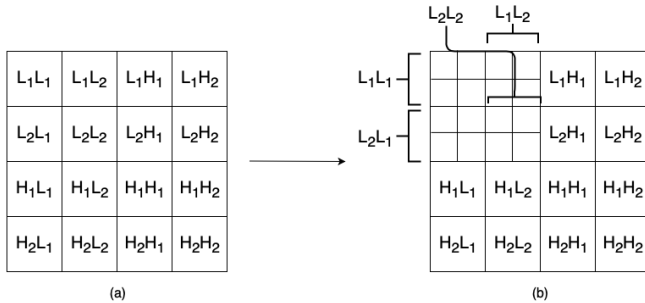 L₂L₂ L₁L₂
L₁L₁ L₁L₂ L₁H₁ L₁H₂ L₁L₁ L₁H₁ L₁H₂
L₂L₁ L₂L₂ L₂H₁ L₂H₂ L₂L₁ L₂H₁ L₂H₂
H₁L₁ H₁L₂ H₁H₁ H₁H₂ H₁L₁ H₁L₂ H₁H₁ H₁H₂
H₂L₁ H₂L₂ H₂H₁ H₂H₂ H₂L₁ H₂L₂ H₂H₁ H₂H₂
(a) (b)